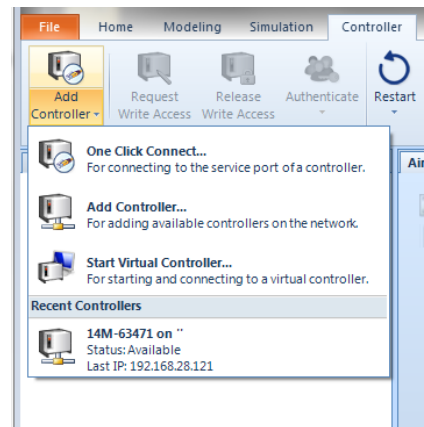 File Home Modeling Simulation Controller
Add Controller Request Write Access Release Write Access Authenticate Restart
One Click Connect...
For connecting to the service port of a controller.
Add Controller...
For adding available controllers on the network.
Start Virtual Controller...
For starting and connecting to a virtual controller.
Recent Controllers
14M-63471 on ''
Status: Available
Last IP: 192.168.28.121